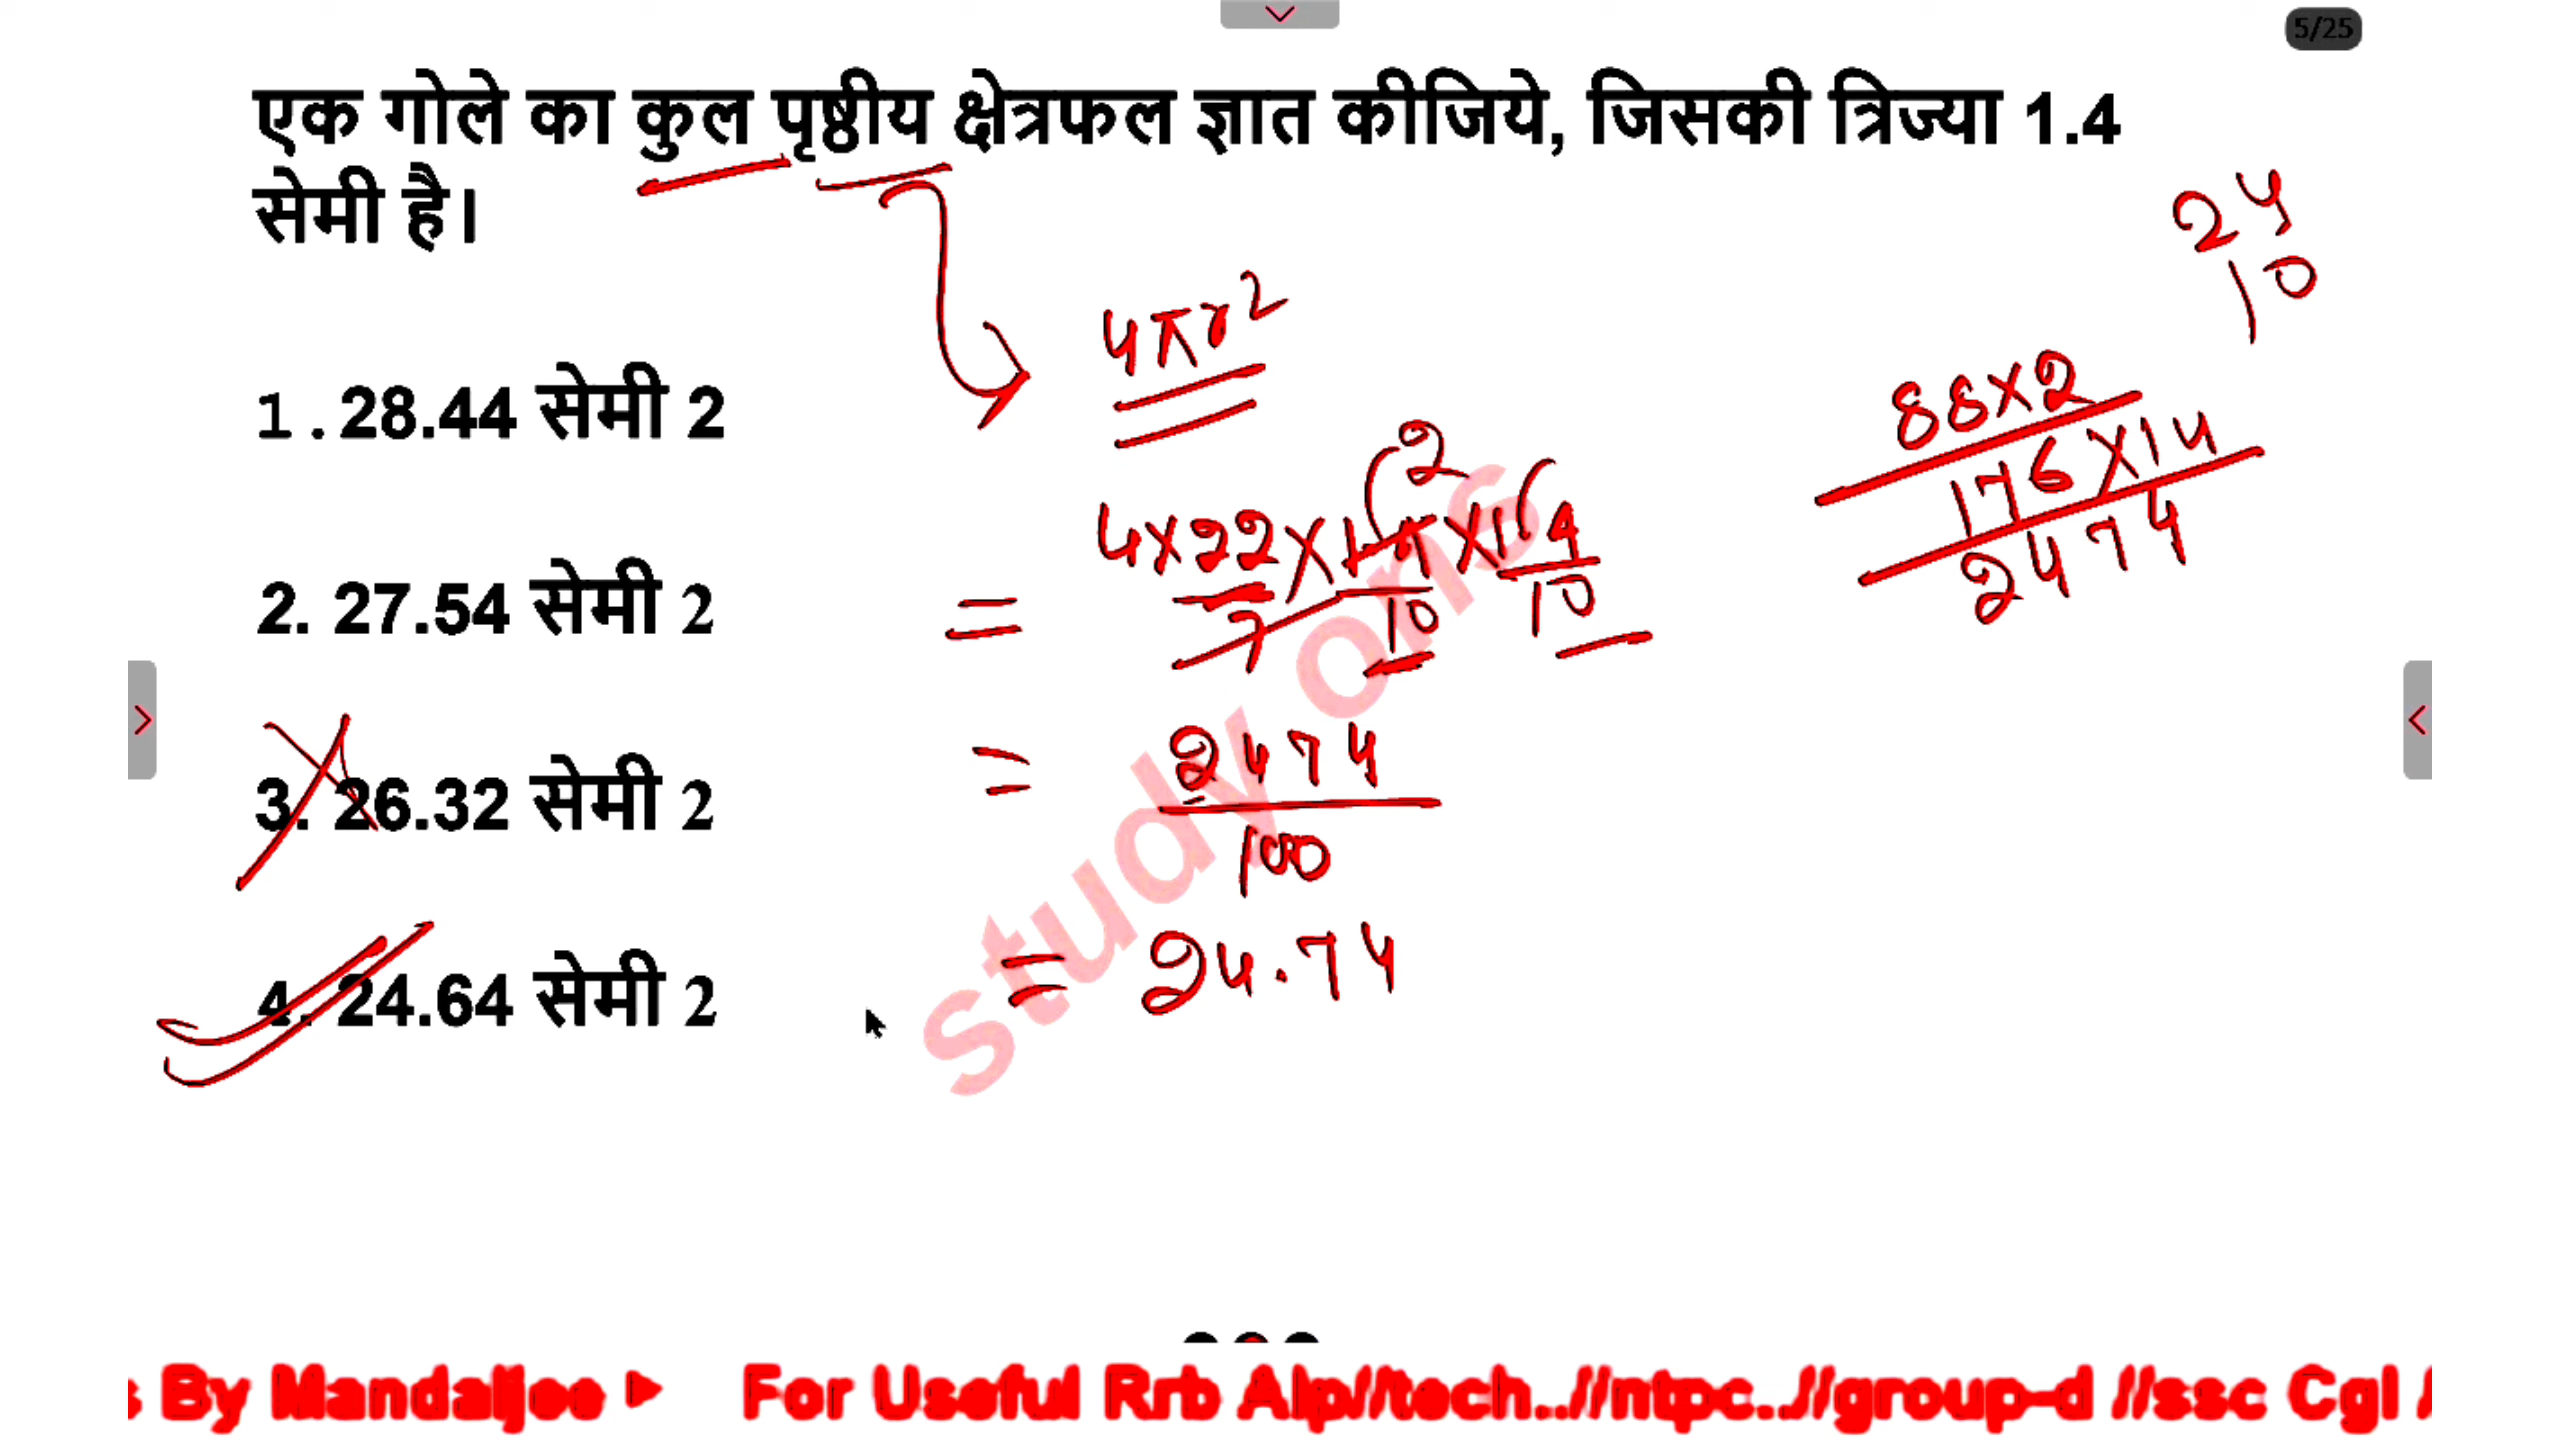 5/25
एक गोले का कुल पृष्ठीय क्षेत्रफल ज्ञात कीजिये, जिसकी त्रिज्या 1.4
सेमी है।
24
10
4πr²
1.28.44 सेमी 2
88×2
176×14
2474
2
2. 27.54 सेमी 2
= 4×22×14×14
7 10 10
3. 26.32 सेमी 2
= 2474
100
4. 24.64 सेमी 2
= 24.74
study ons
s By Mandaljee ► For Useful Rrb Alp//tech..//ntpc..//group-d //ssc Cgl /